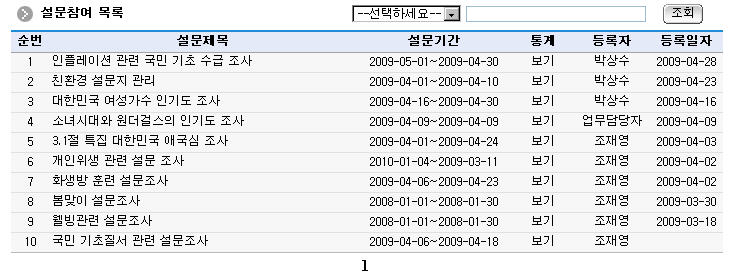 설문참여 목록 --선택하세요-- 조회
순번 설문제목 설문기간 통계 등록자 등록일자
1 인플레이션 관련 국민 기초 수급 조사 2009-05-01~2009-04-30 보기 박상수 2009-04-28
2 친환경 설문지 관리 2009-04-01~2009-04-10 보기 박상수 2009-04-23
3 대한민국 여성가수 인기도 조사 2009-04-16~2009-04-30 보기 박상수 2009-04-16
4 소녀시대와 원더걸스의 인기도 조사 2009-04-09~2009-04-09 보기 업무담당자 2009-04-09
5 3.1절 특집 대한민국 애국심 조사 2009-04-01~2009-04-24 보기 조재영 2009-04-03
6 개인위생 관련 설문 조사 2010-01-04~2009-03-11 보기 조재영 2009-04-02
7 화생방 훈련 설문조사 2009-04-06~2009-04-23 보기 조재영 2009-04-02
8 봄맞이 설문조사 2008-01-01~2008-01-30 보기 조재영 2009-03-30
9 웰빙관련 설문조사 2008-01-01~2008-01-30 보기 조재영 2009-03-18
10 국민 기초질서 관련 설문조사 2009-04-06~2009-04-18 보기 조재영
1